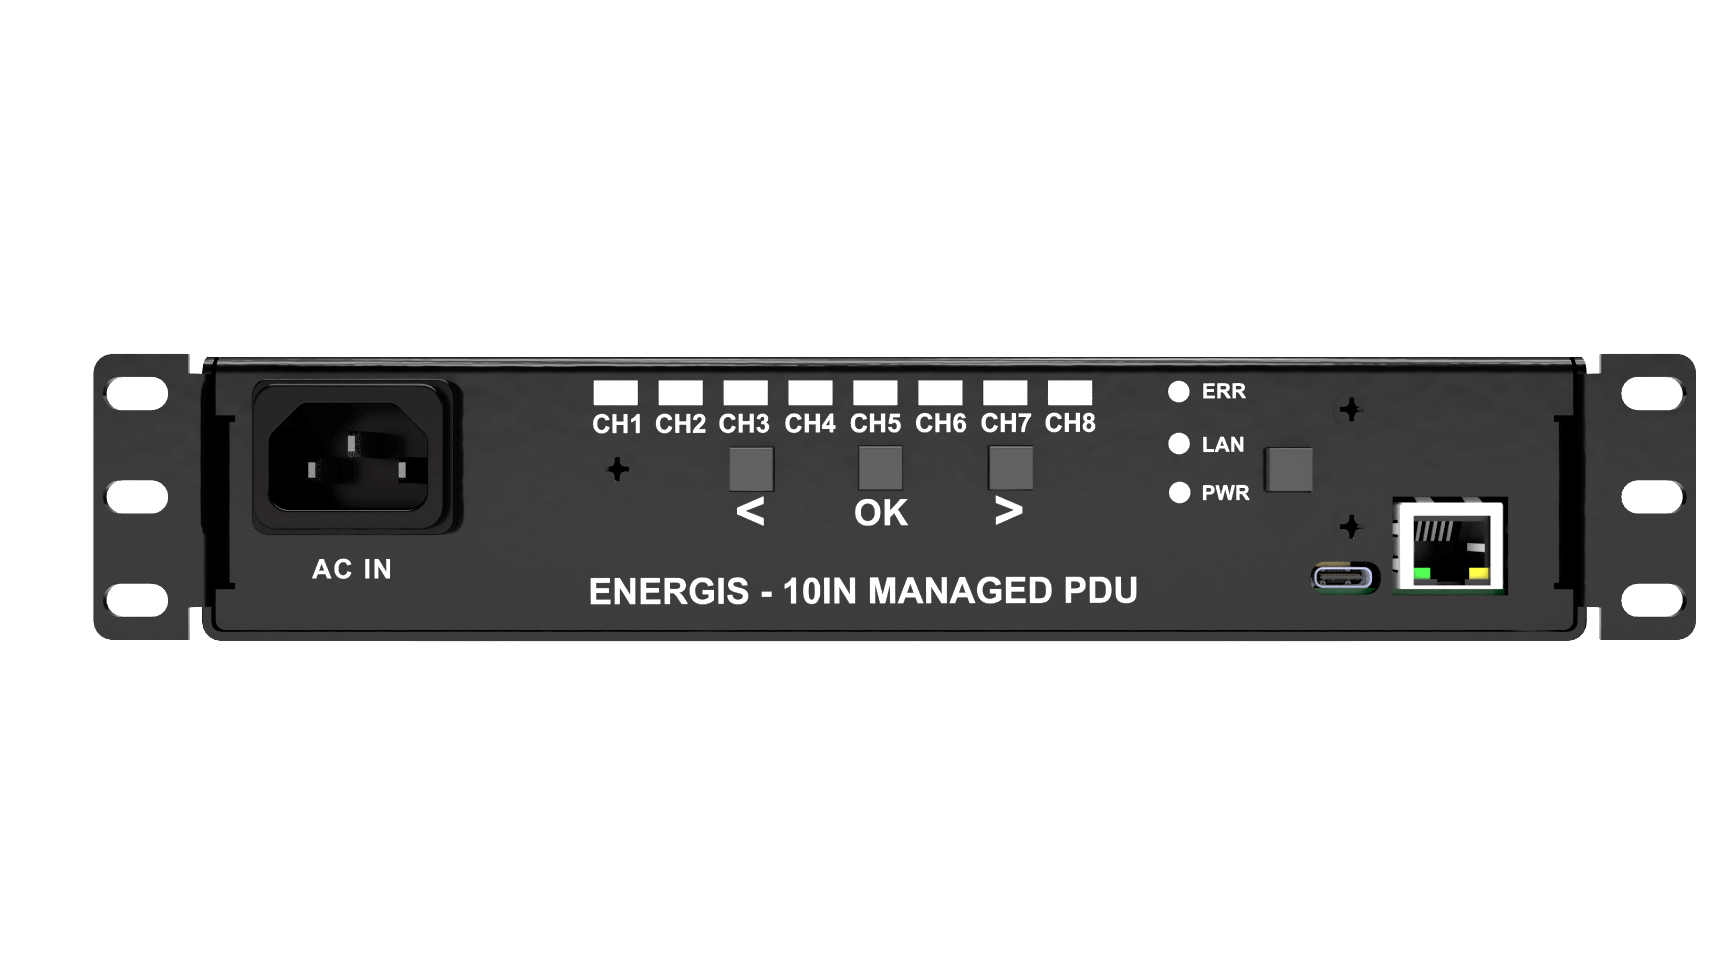 CH1 CH2 CH3 CH4 CH5 CH6 CH7 CH8
ERR
LAN
PWR
< OK >
AC IN
ENERGIS - 10IN MANAGED PDU